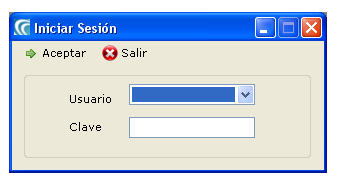 Iniciar Sesión
Aceptar Salir
Usuario
Clave